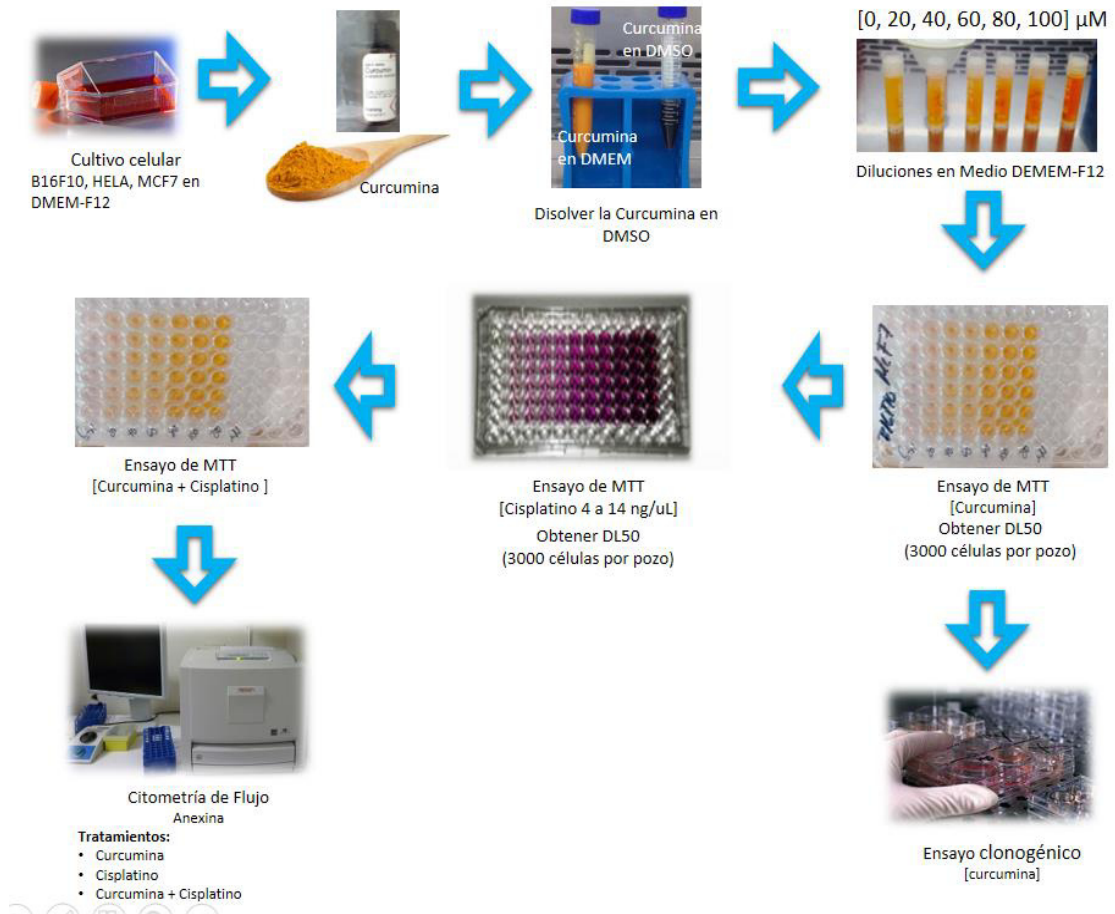 [0, 20, 40, 60, 80, 100] µM
Curcumina
en DMSO
Curcumina
en DMEM
Cultivo celular
B16F10, HELA, MCF7 en
DMEM-F12
Curcumina
Disolver la Curcumina en
DMSO
Diluciones en Medio DEMEM-F12
Ensayo de MTT
[Curcumina + Cisplatino ]
Ensayo de MTT
[Cisplatino 4 a 14 ng/uL]
Obtener DL50
(3000 células por pozo)
MCF7
Ensayo de MTT
[Curcumina]
Obtener DL50
(3000 células por pozo)
Citometría de Flujo
Anexina
Tratamientos:
• Curcumina
• Cisplatino
• Curcumina + Cisplatino
Ensayo clonogénico
[curcumina]